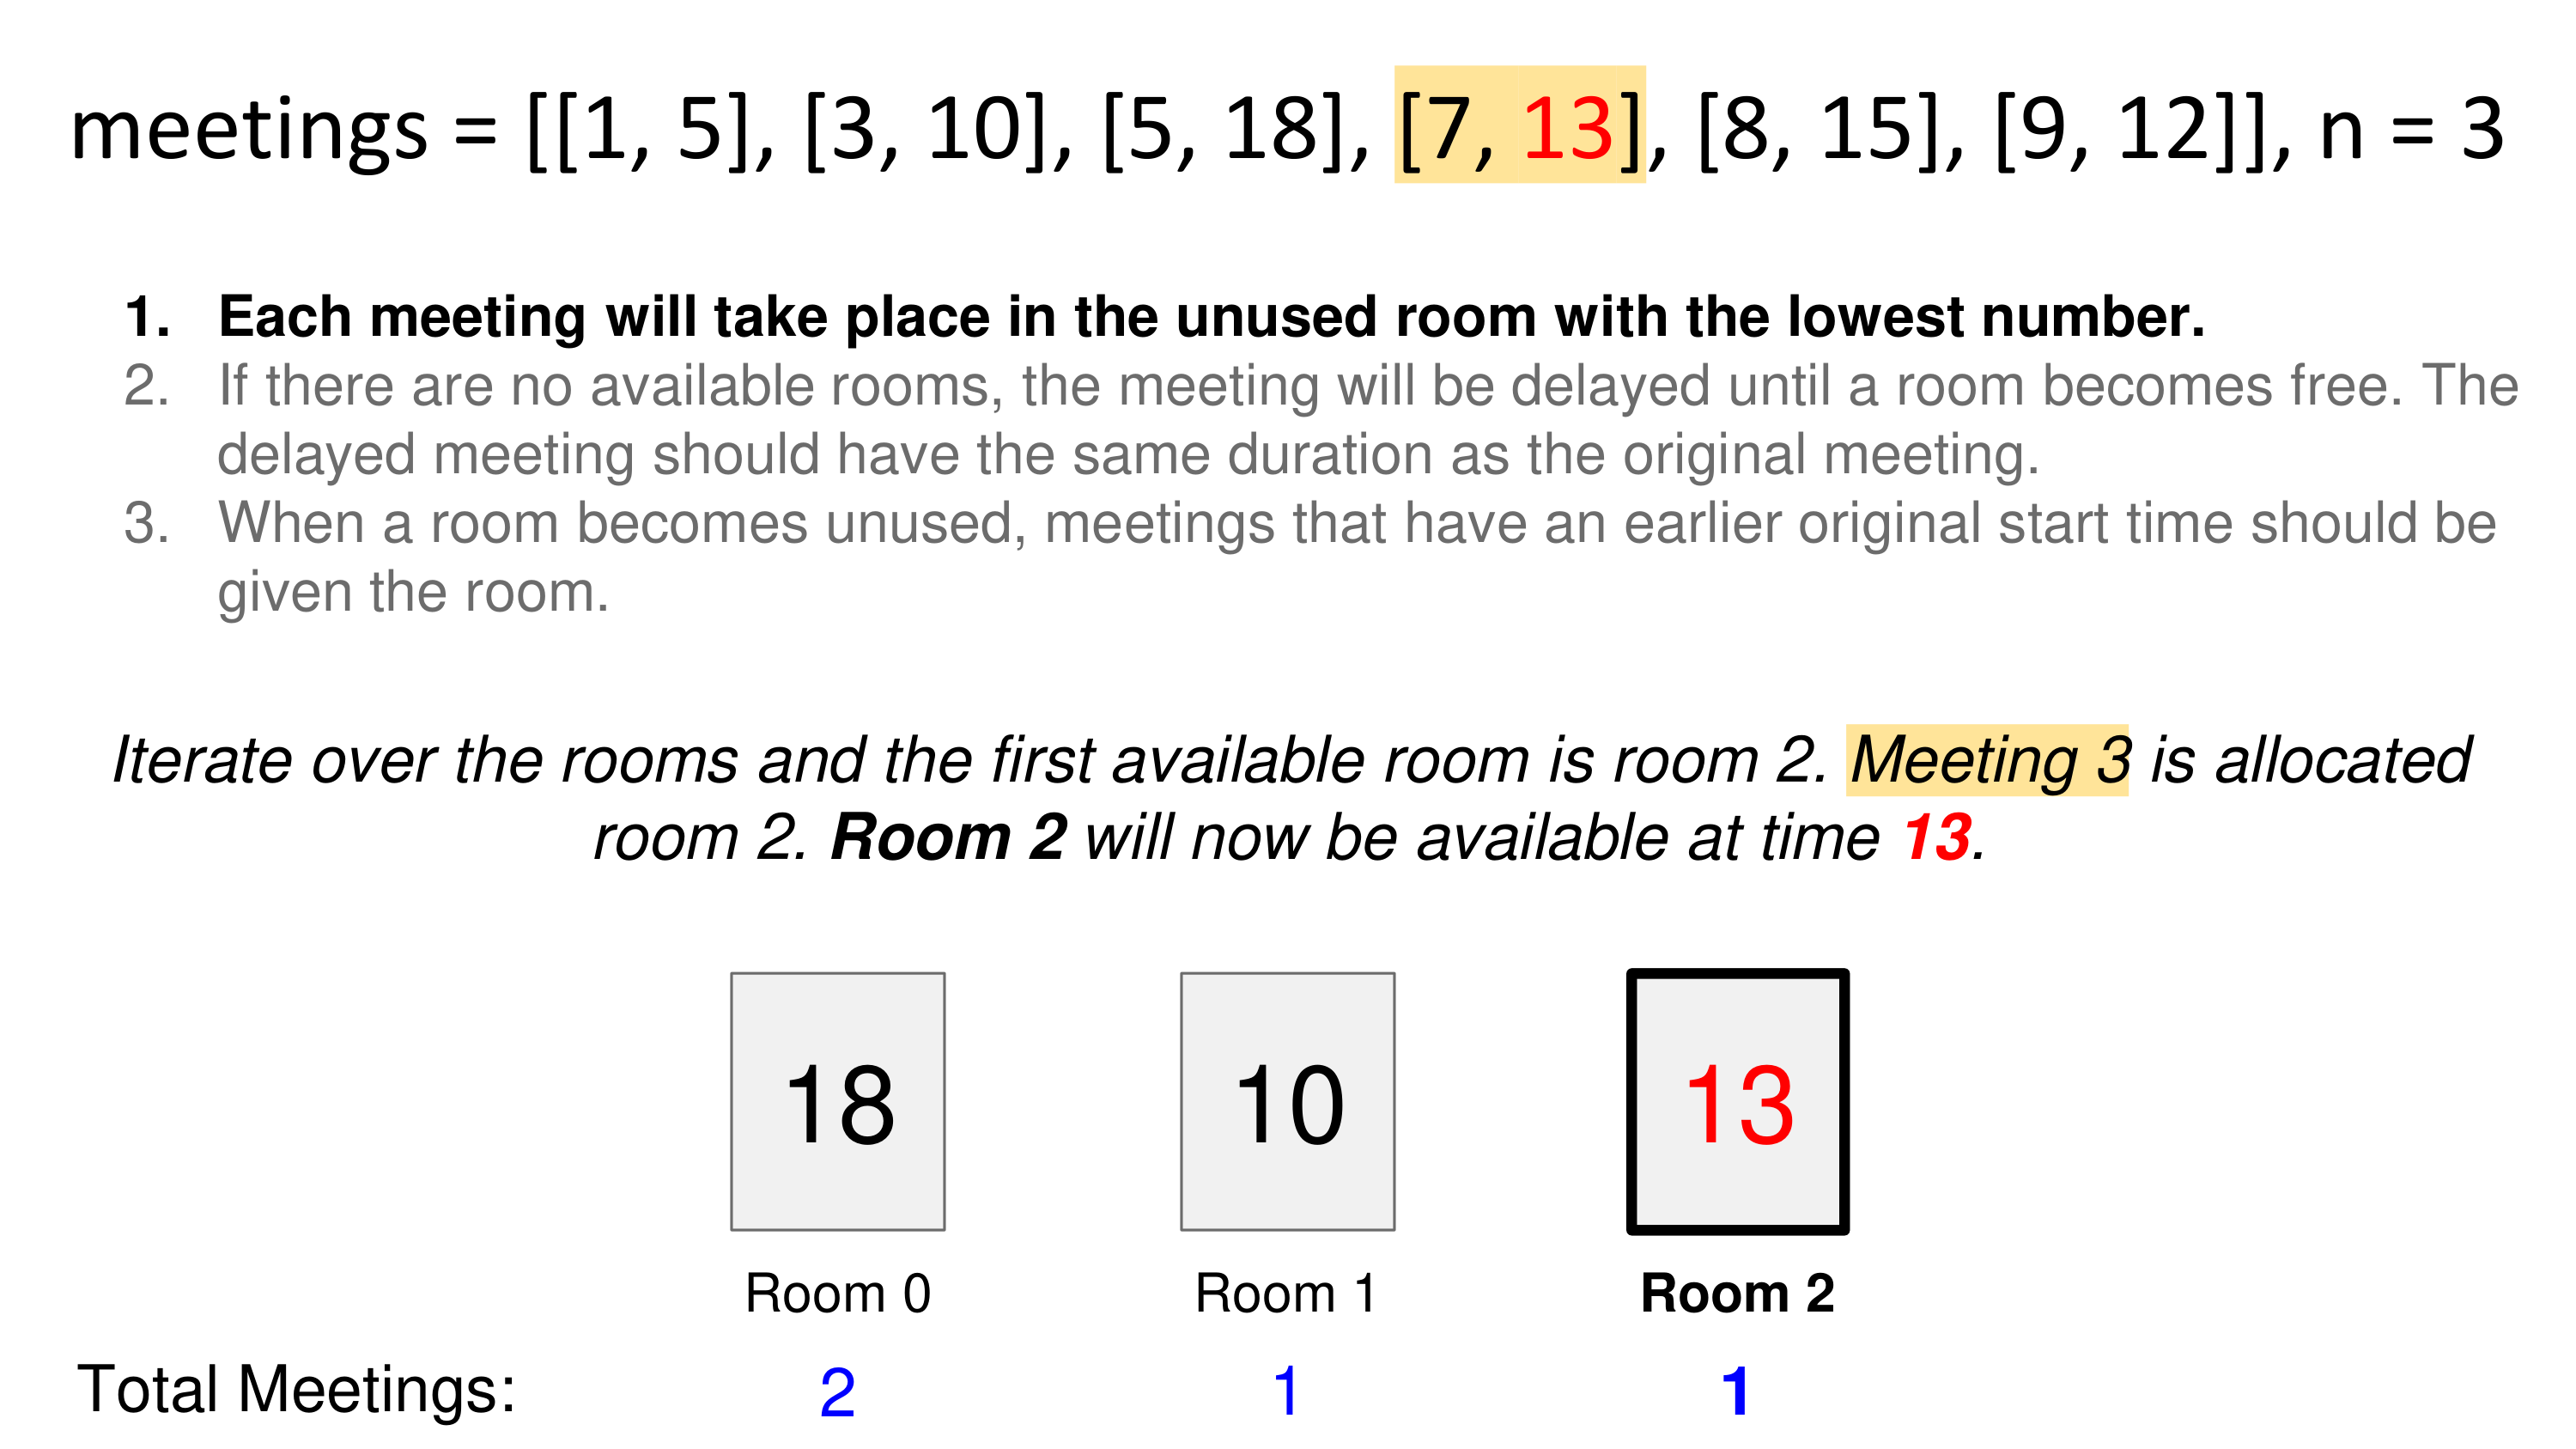 meetings = [[1, 5], [3, 10], [5, 18], [7, 13], [8, 15], [9, 12]], n = 3
1. Each meeting will take place in the unused room with the lowest number.
2. If there are no available rooms, the meeting will be delayed until a room becomes free. The
delayed meeting should have the same duration as the original meeting.
3. When a room becomes unused, meetings that have an earlier original start time should be
given the room.
Iterate over the rooms and the first available room is room 2. Meeting 3 is allocated
room 2. Room 2 will now be available at time 13.
18 10 13
Room 0 Room 1 Room 2
Total Meetings: 2 1 1